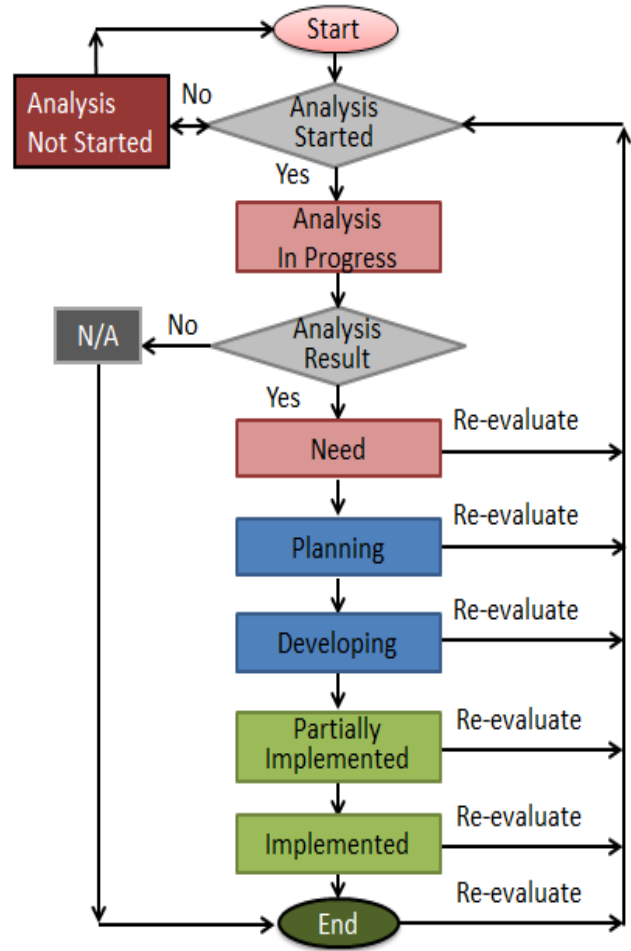 Start
Analysis
Not Started
No
Analysis
Started
Yes
Analysis
In Progress
N/A
No
Analysis
Result
Yes
Need
Re-evaluate
Planning
Re-evaluate
Developing
Re-evaluate
Partially
Implemented
Re-evaluate
Implemented
Re-evaluate
End
Re-evaluate